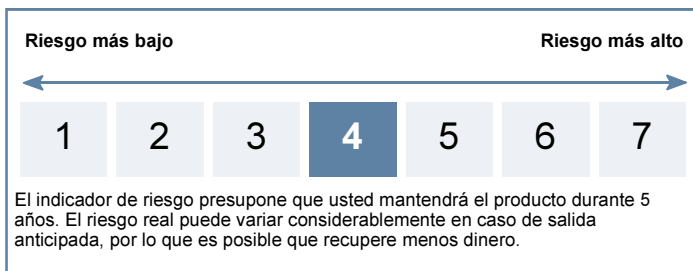 Riesgo más bajo Riesgo más alto
1 2 3 4 5 6 7
El indicador de riesgo presupone que usted mantendrá el producto durante 5
años. El riesgo real puede variar considerablemente en caso de salida
anticipada, por lo que es posible que recupere menos dinero.